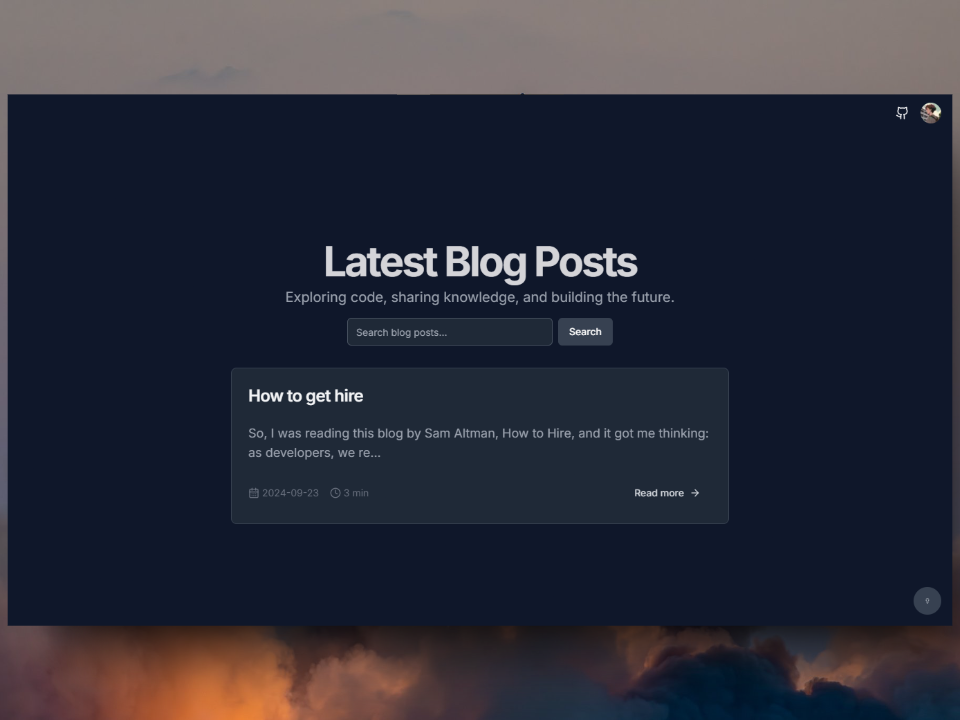 Latest Blog Posts
Exploring code, sharing knowledge, and building the future.
Search blog posts...
Search
How to get hire
So, I was reading this blog by Sam Altman, How to Hire, and it got me thinking:
as developers, we re...
2024-09-23 3 min Read more